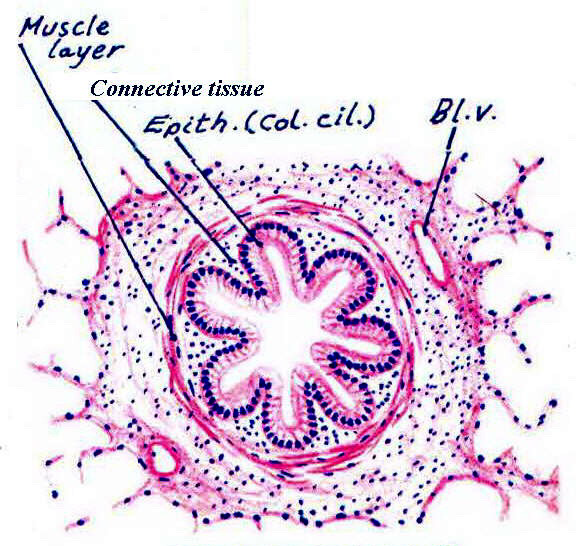 Muscle
layer
Connective tissue
Epith. (Col. cil.)
Bl.v.